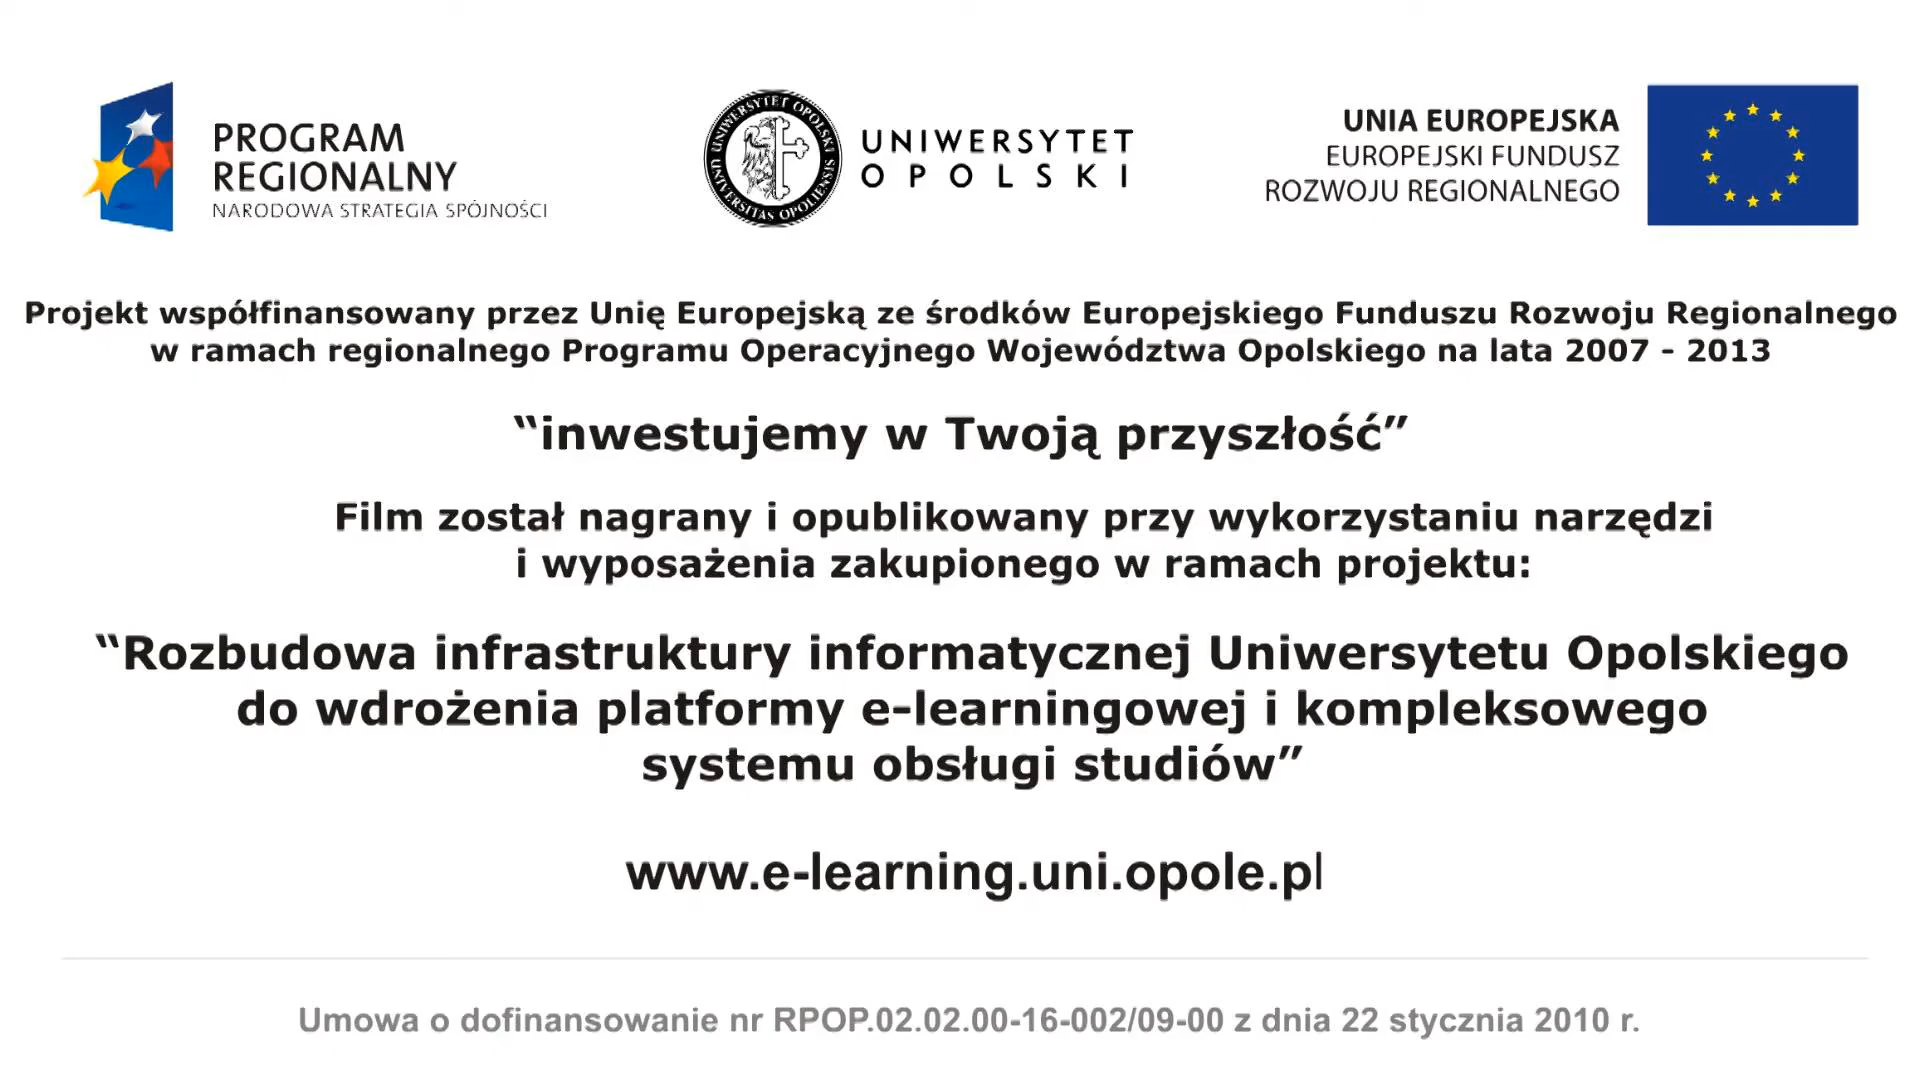 PROGRAM
REGIONALNY
NARODOWA STRATEGIA SPÓJNOŚCI
UNIWERSYTET OPOLSKI
UNIVERSITAS OPOLIENSIS
UNIWERSYTET
OPOLSKI
UNIA EUROPEJSKA
EUROPEJSKI FUNDUSZ
ROZWOJU REGIONALNEGO
Projekt współfinansowany przez Unię Europejską ze środków Europejskiego Funduszu Rozwoju Regionalnego
w ramach regionalnego Programu Operacyjnego Województwa Opolskiego na lata 2007 - 2013
“inwestujemy w Twoją przyszłość”
Film został nagrany i opublikowany przy wykorzystaniu narzędzi
i wyposażenia zakupionego w ramach projektu:
“Rozbudowa infrastruktury informatycznej Uniwersytetu Opolskiego
do wdrożenia platformy e-learningowej i kompleksowego
systemu obsługi studiów”
www.e-learning.uni.opole.pl
Umowa o dofinansowanie nr RPOP.02.02.00-16-002/09-00 z dnia 22 stycznia 2010 r.